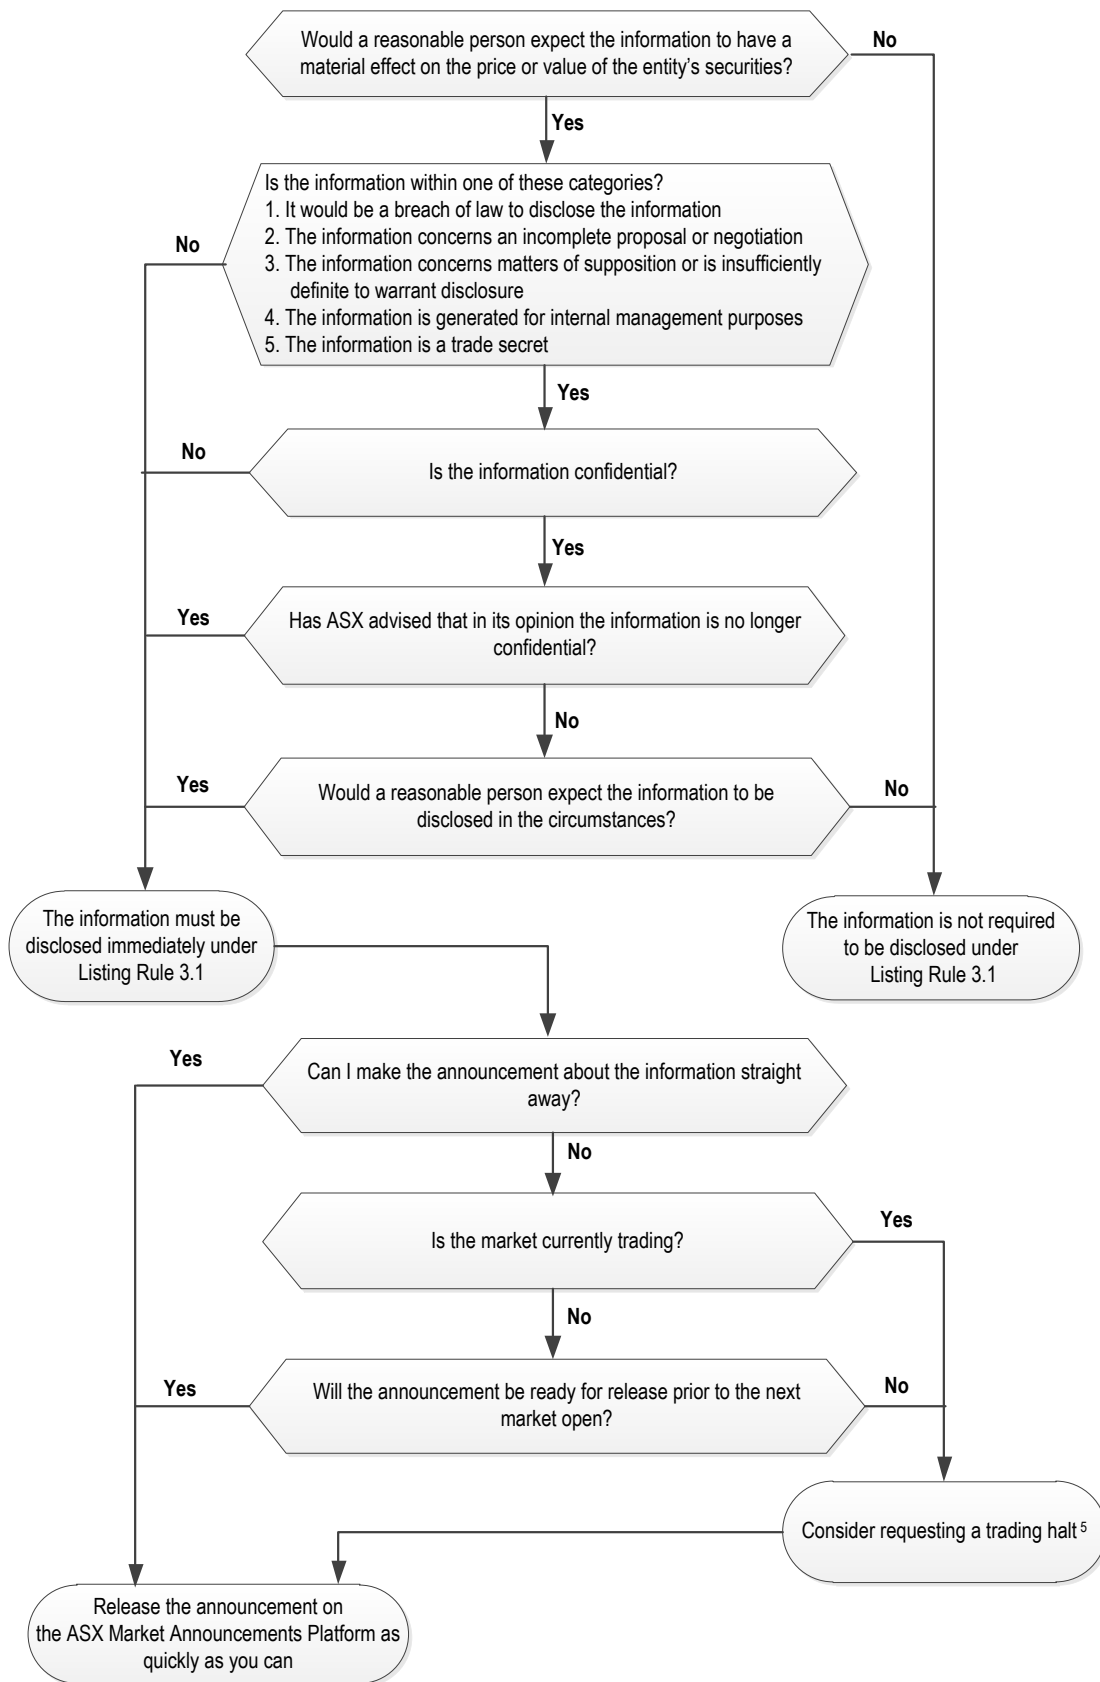 Would a reasonable person expect the information to have a
material effect on the price or value of the entity's securities?
No
Yes
Is the information within one of these categories?
1. It would be a breach of law to disclose the information
2. The information concerns an incomplete proposal or negotiation
3. The information concerns matters of supposition or is insufficiently
definite to warrant disclosure
4. The information is generated for internal management purposes
5. The information is a trade secret
No
Yes
No
Is the information confidential?
Yes
Yes
Has ASX advised that in its opinion the information is no longer
confidential?
No
Yes
Would a reasonable person expect the information to be
disclosed in the circumstances?
No
The information must be
disclosed immediately under
Listing Rule 3.1
The information is not required
to be disclosed under
Listing Rule 3.1
Yes
Can I make the announcement about the information straight
away?
No
Is the market currently trading?
Yes
No
Yes
Will the announcement be ready for release prior to the next
market open?
No
Consider requesting a trading halt 5
Release the announcement on
the ASX Market Announcements Platform as
quickly as you can